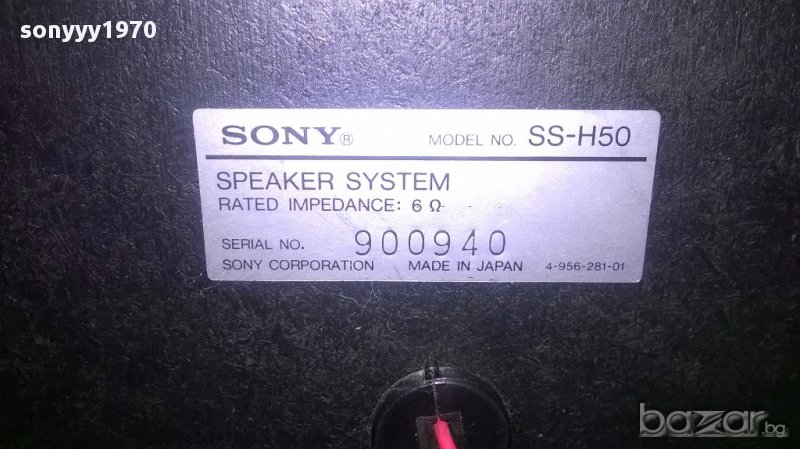 sonyyy1970
SONY® MODEL NO. SS-H50
SPEAKER SYSTEM
RATED IMPEDANCE: 6 Ω
SERIAL NO. 900940
SONY CORPORATION MADE IN JAPAN 4-956-281-01
bazar.bg